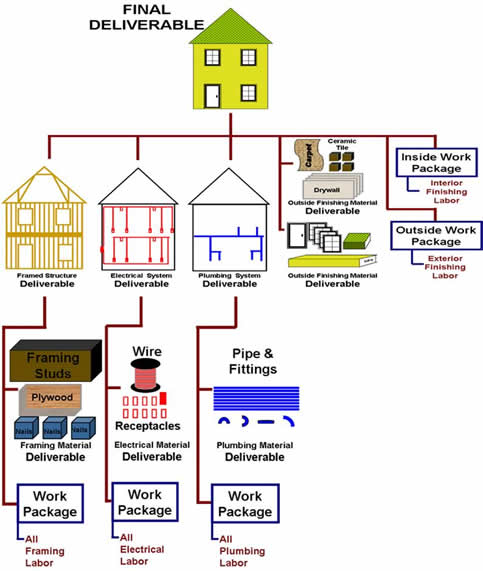 FINAL
DELIVERABLE
Ceramic
Tile
Carpet
Drywall
Outside Finishing Material
Deliverable
Inside Work
Package
Interior
Finishing
Labor
Outside Finishing Material
Deliverable
Outside Work
Package
Exterior
Finishing
Labor
Framed Structure
Deliverable
Electrical System
Deliverable
Plumbing System
Deliverable
Framing
Studs
Plywood
Nails
Nails
Nails
Framing Material
Deliverable
Wire
Receptacles
Electrical Material
Deliverable
Pipe &
Fittings
Plumbing Material
Deliverable
Work
Package
All
Framing
Labor
Work
Package
All
Electrical
Labor
Work
Package
All
Plumbing
Labor